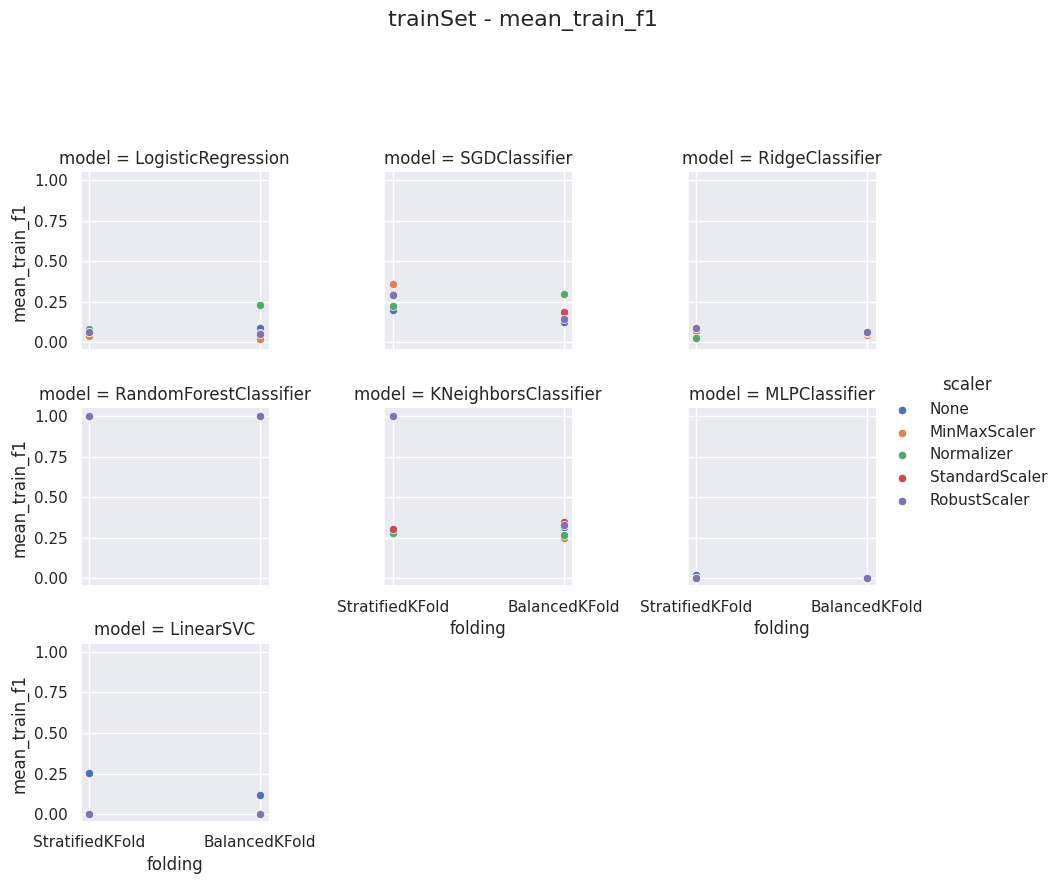 trainSet - mean_train_f1
model = LogisticRegression
model = SGDClassifier
model = RidgeClassifier
1.00
0.75
0.50
0.25
0.00
mean_train_f1
model = RandomForestClassifier
model = KNeighborsClassifier
model = MLPClassifier
1.00
0.75
0.50
0.25
0.00
mean_train_f1
StratifiedKFold
BalancedKFold
folding
StratifiedKFold
BalancedKFold
folding
scaler
None
MinMaxScaler
Normalizer
StandardScaler
RobustScaler
model = LinearSVC
1.00
0.75
0.50
0.25
0.00
mean_train_f1
StratifiedKFold
BalancedKFold
folding